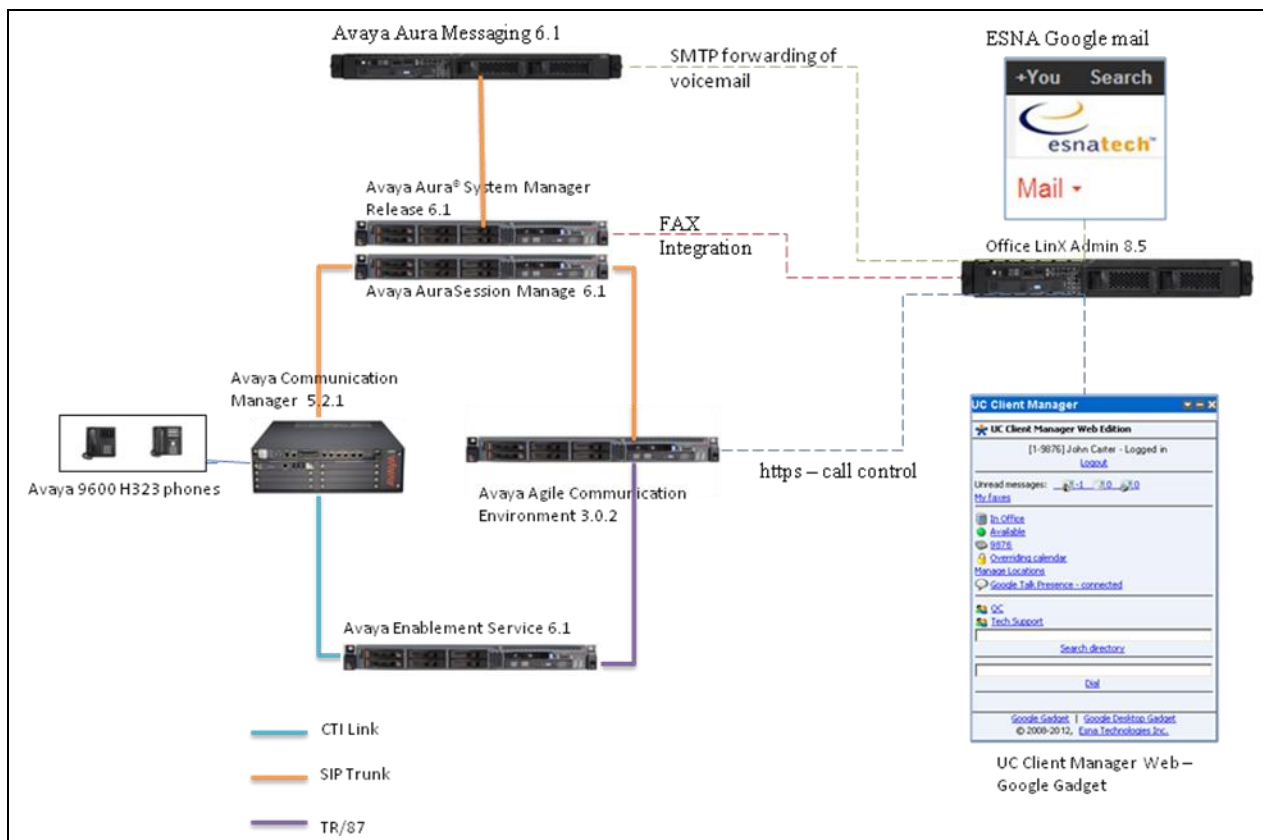 Avaya Aura Messaging 6.1
SMTP forwarding of
voicemail
ESNA Google mail
+You Search
esnatech™
Mail
Avaya Aura® System Manager
Release 6.1
FAX
Integration
Office LinX Admin 8.5
Avaya AuraSession Manage 6.1
Avaya Communication
Manager 5.2.1
Avaya 9600 H323 phones
https – call control
Avaya Agile Communication
Environment 3.0.2
Avaya Enablement Service 6.1
CTI Link
SIP Trunk
TR/87
UC Client Manager
UC Client Manager Web Edition
[1-9876] John Carter - Logged in
Logout
Unread messages: -1 0 0
My faxes
In Office
Available
9876
Overriding calendar
Manage Locations
Google Talk Presence - connected
QC
Tech Support
Search directory
Dial
Google Gadget | Google Desktop Gadget
© 2008-2012, Esna Technologies Inc.
UC Client Manager Web –
Google Gadget